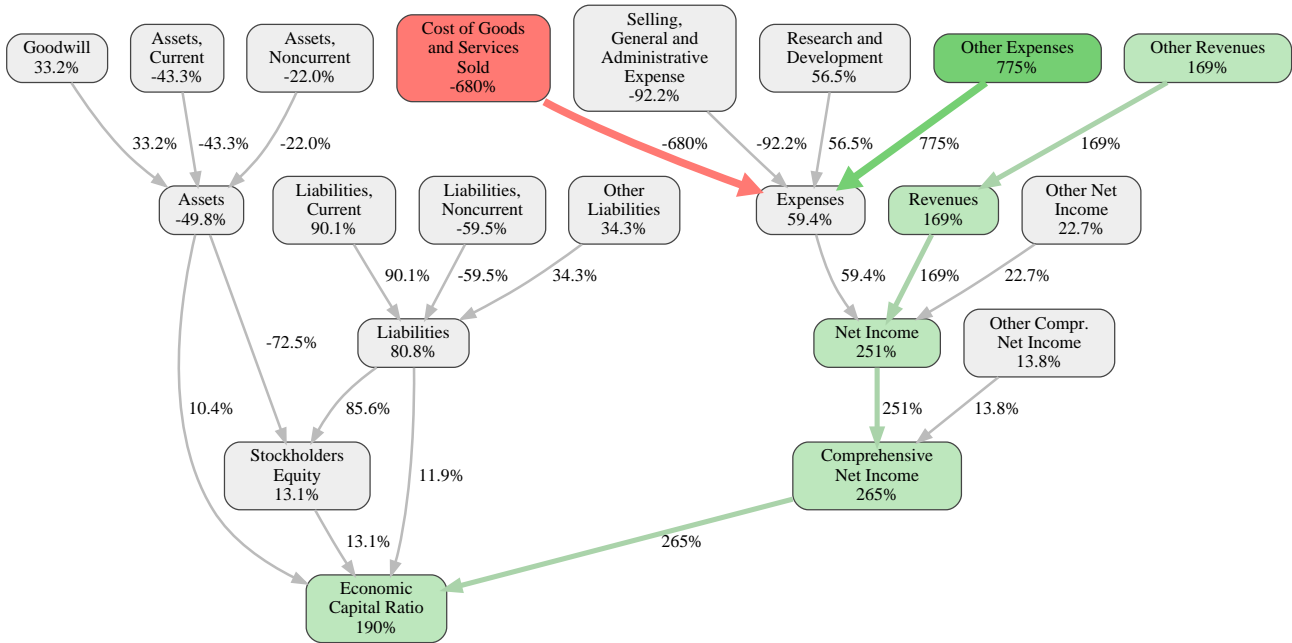 Goodwill
33.2%
Assets,
Current
-43.3%
Assets,
Noncurrent
-22.0%
Cost of Goods
and Services
Sold
-680%
Selling,
General and
Administrative
Expense
-92.2%
Research and
Development
56.5%
Other Expenses
775%
Other Revenues
169%
33.2%
-43.3%
-22.0%
-680%
-92.2%
56.5%
775%
169%
Assets
-49.8%
Liabilities,
Current
90.1%
Liabilities,
Noncurrent
-59.5%
Other
Liabilities
34.3%
Expenses
59.4%
Revenues
169%
Other Net
Income
22.7%
90.1%
-59.5%
34.3%
59.4%
169%
22.7%
-72.5%
Liabilities
80.8%
Net Income
251%
Other Compr.
Net Income
13.8%
10.4%
85.6%
11.9%
251%
13.8%
Stockholders
Equity
13.1%
Comprehensive
Net Income
265%
13.1%
265%
Economic
Capital Ratio
190%